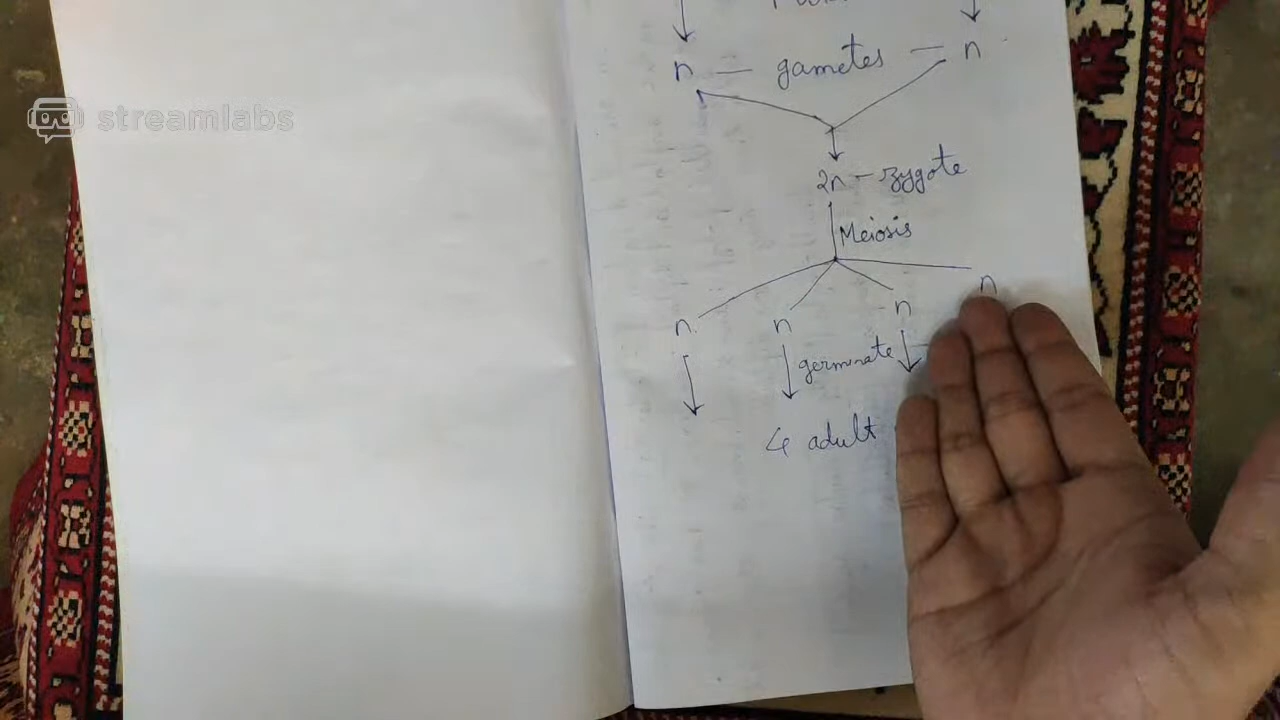 streamlabs
n — gametes — n
2n - zygote
Meiosis
n n n n
germinate
4 adult